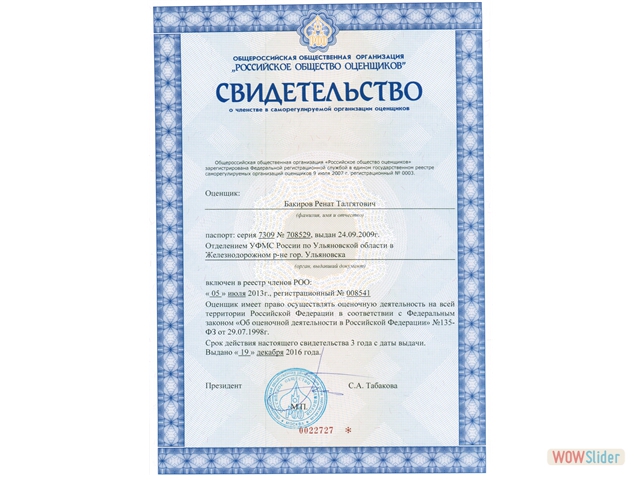 ОБЩЕРОССИЙСКАЯ ОБЩЕСТВЕННАЯ ОРГАНИЗАЦИЯ
„РОССИЙСКОЕ ОБЩЕСТВО ОЦЕНЩИКОВ“
СВИДЕТЕЛЬСТВО
о членстве в саморегулируемой организации оценщиков
Общероссийская общественная организация «Российское общество оценщиков»
зарегистрирована Федеральной регистрационной службой в едином государственном реестре
саморегулируемых организаций оценщиков 9 июля 2007 г. регистрационный № 0003.
Оценщик:
Бакиров Ренат Талгятович
(фамилия, имя и отчество)
паспорт: серия 7309 № 708529, выдан 24.09.2009г.
Отделением УФМС России по Ульяновской области в
Железнодорожном р-не гор. Ульяновска
(орган, выдавший документ)
включен в реестр членов РОО:
« 05 » июля 2013г., регистрационный № 008541
Оценщик имеет право осуществлять оценочную деятельность на всей
территории Российской Федерации в соответствии с Федеральным
законом «Об оценочной деятельности в Российской Федерации» №135-
ФЗ от 29.07.1998г.
Срок действия настоящего свидетельства 3 года с даты выдачи.
Выдано « 19 » декабря 2016 года.
Президент
С.А. Табакова
М.П.
0022727 *
WOWSlider